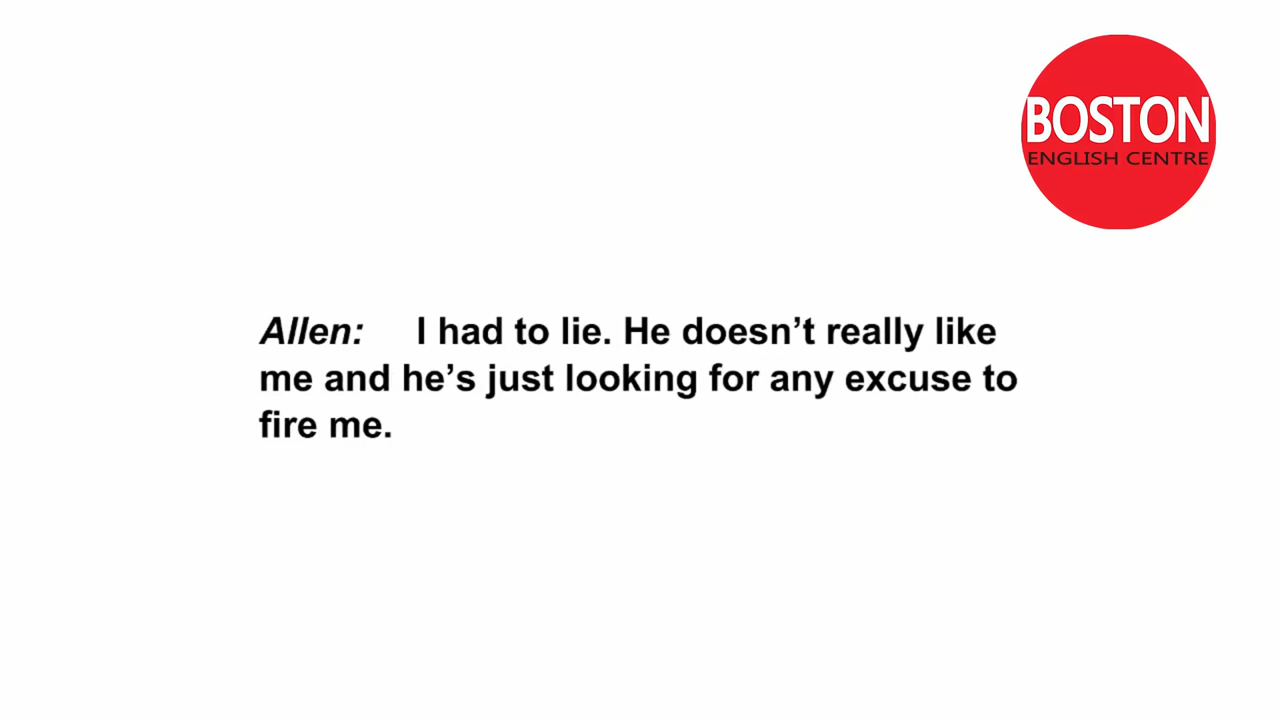 BOSTON
ENGLISH CENTRE
Allen: I had to lie. He doesn’t really like
me and he’s just looking for any excuse to
fire me.